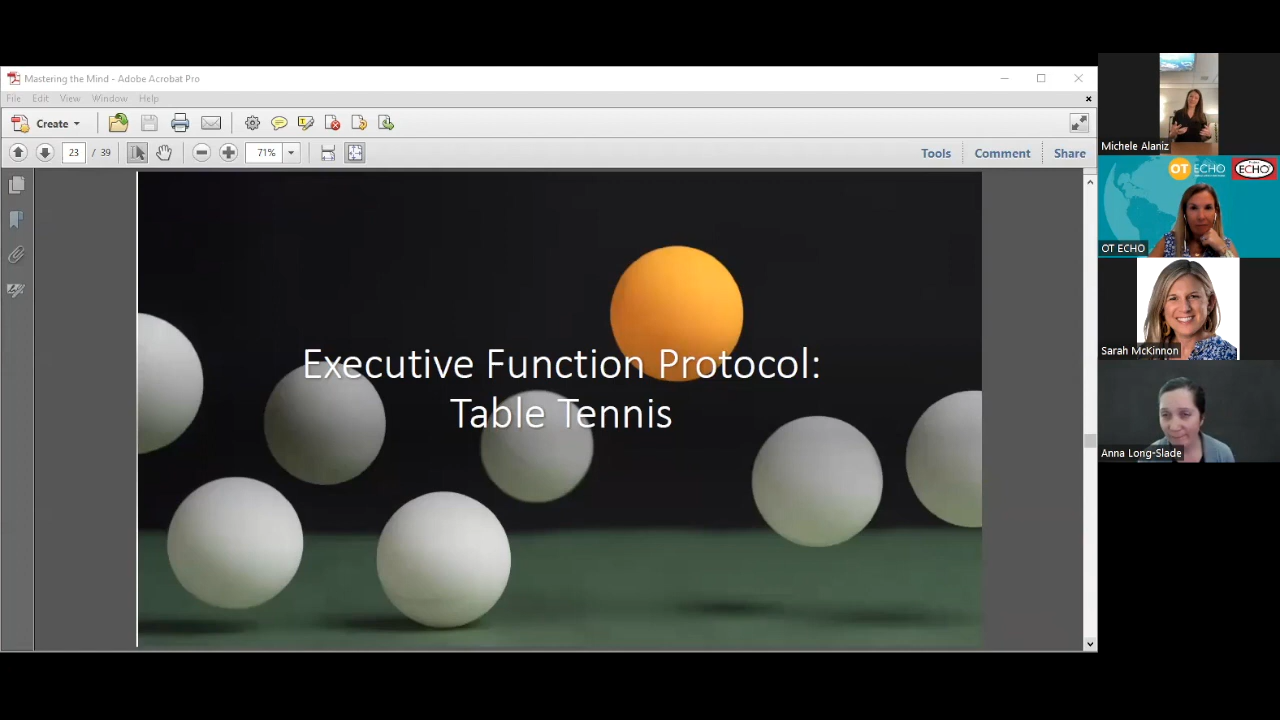 Mastering the Mind - Adobe Acrobat Pro
File Edit View Window Help
Create
23 / 39
71%
Tools
Comment
Share
Executive Function Protocol:
Table Tennis
Michele Alaniz
OT ECHO
ECHO
OT ECHO
Sarah McKinnon
Anna Long-Slade